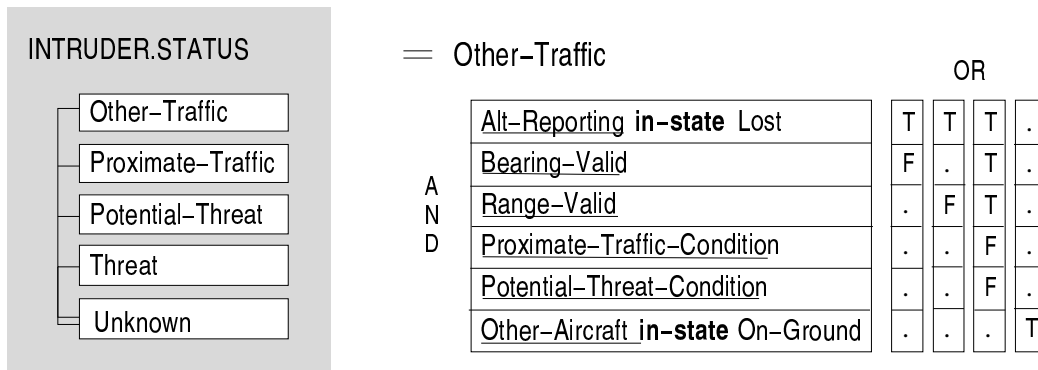 INTRUDER.STATUS
Other–Traffic
Proximate–Traffic
Potential–Threat
Threat
Unknown
= Other–Traffic
OR
AND
Alt–Reporting in–state Lost T T T .
Bearing–Valid F . T .
Range–Valid . F T .
Proximate–Traffic–Condition . . F .
Potential–Threat–Condition . . F .
Other–Aircraft in–state On–Ground . . . T